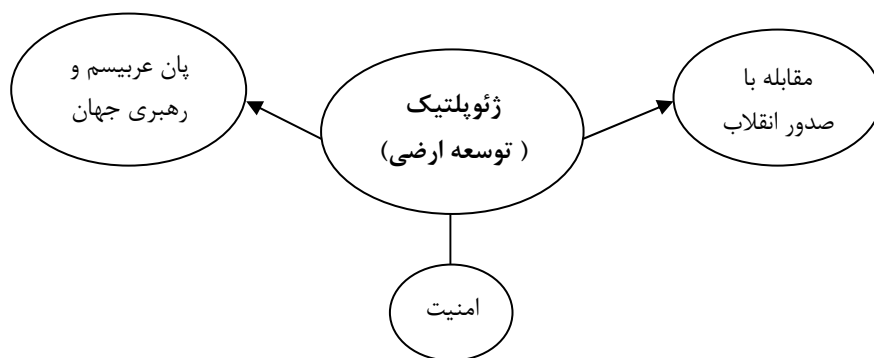 مقابله با
صدور انقلاب
ژئوپلتیک
( توسعه ارضی)
پان عربیسم و
رهبری جهان
امنیت